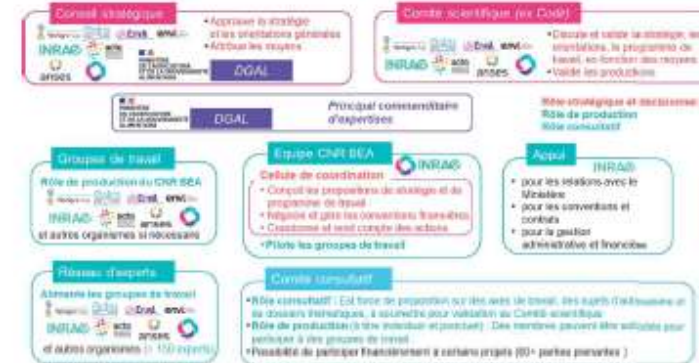 Conseil stratégique
• Approuve la stratégie
et les orientations générales
• Attribue les moyens
INRAE
acta
anses
DGAL
Comité scientifique (ex Codir)
• Discute et valide la stratégie, les
orientations, le programme de
travail, en fonction des moyens
• Valide les productions
INRAE
acta
anses
DGAL
Principal commanditaire
d'expertises
Rôle stratégique et décisionnel
Rôle de production
Rôle consultatif
Groupes de travail
Rôle de production du CNR BEA
INRAE
acta
anses
et autres organismes si nécessaire
Equipe CNR BEA
INRAE
Cellule de coordination
• Conçoit les propositions de stratégie et de
programme de travail
• Négocie et gère les conventions financières
• Coordonne et rend compte des actions
• Pilote les groupes de travail
Appui
INRAE
• pour les relations avec le
Ministère
• pour les conventions et
contrats
• pour la gestion
administrative et financière
Réseau d'experts
Alimente les groupes de travail
INRAE
acta
anses
et autres organismes (> 150 experts)
Comité consultatif
• Rôle consultatif : Est force de proposition sur des axes de travail, des sujets
de dossiers thématiques, à soumettre pour validation au Comité scientifique
• Rôle de production (à titre individuel et ponctuel) : Des membres peuvent être sollicités pour
participer à des groupes de travail
• Possibilité de participer financièrement à certains projets (60+ parties prenantes )